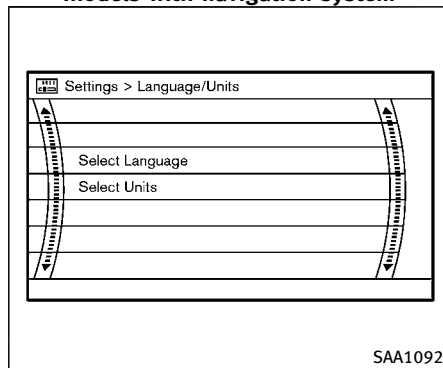 Models with navigation system
Settings > Language/Units
Select Language
Select Units
SAA1092